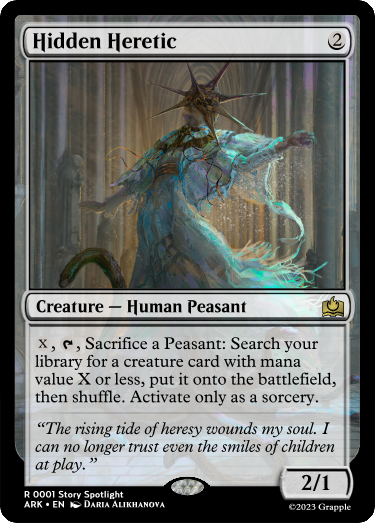 Hidden Heretic 2
Creature — Human Peasant
X, , Sacrifice a Peasant: Search your
library for a creature card with mana
value X or less, put it onto the battlefield,
then shuffle. Activate only as a sorcery.
“The rising tide of heresy wounds my soul. I
can no longer trust even the smiles of children
at play.”
2/1
R 0001 Story Spotlight
ARK • EN Daria Alikhanova
©2023 Grapple